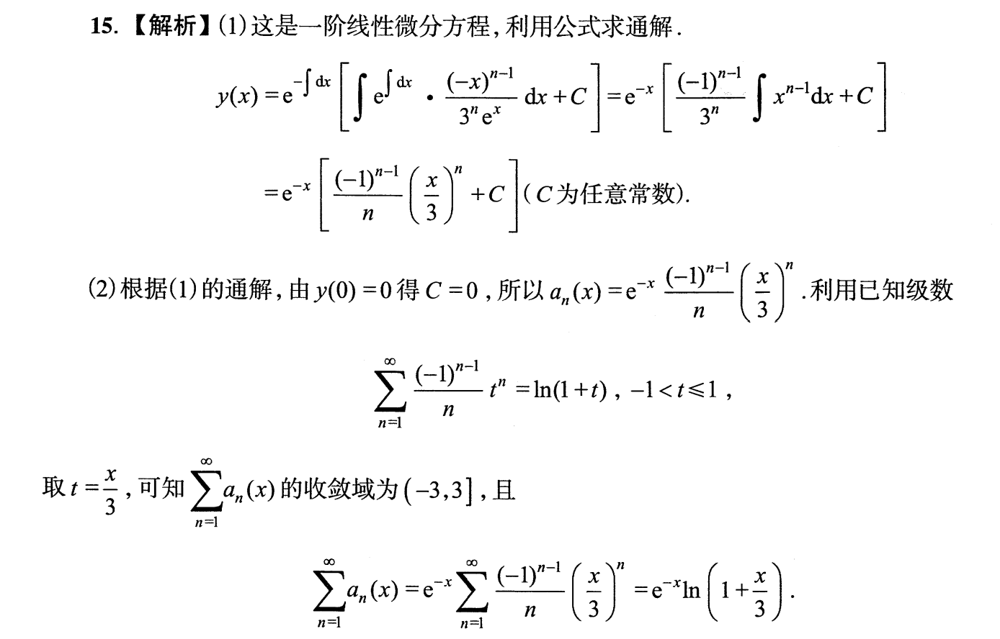 15.【解析】(1)这是一阶线性微分方程,利用公式求通解.
$y(x)=\mathrm{e}^{-\int \mathrm{d}x}\left[\int \mathrm{e}^{\int \mathrm{d}x}\cdot\frac{(-x)^{n-1}}{3^n\mathrm{e}^x}\mathrm{d}x+C\right]=\mathrm{e}^{-x}\left[\frac{(-1)^{n-1}}{3^n}\int x^{n-1}\mathrm{d}x+C\right]$
$=\mathrm{e}^{-x}\left[\frac{(-1)^{n-1}}{n}\left(\frac{x}{3}\right)^n+C\right]$(C为任意常数).
(2)根据(1)的通解,由$y(0)=0$得$C=0$,所以$a_n(x)=\mathrm{e}^{-x}\frac{(-1)^{n-1}}{n}\left(\frac{x}{3}\right)^n$.利用已知级数
$\sum_{n=1}^{\infty}\frac{(-1)^{n-1}}{n}t^n=\ln(1+t),-1<t\leqslant 1,$
取$t=\frac{x}{3}$,可知$\sum_{n=1}^{\infty}a_n(x)$的收敛域为$(-3,3]$,且
$\sum_{n=1}^{\infty}a_n(x)=\mathrm{e}^{-x}\sum_{n=1}^{\infty}\frac{(-1)^{n-1}}{n}\left(\frac{x}{3}\right)^n=\mathrm{e}^{-x}\ln\left(1+\frac{x}{3}\right).$